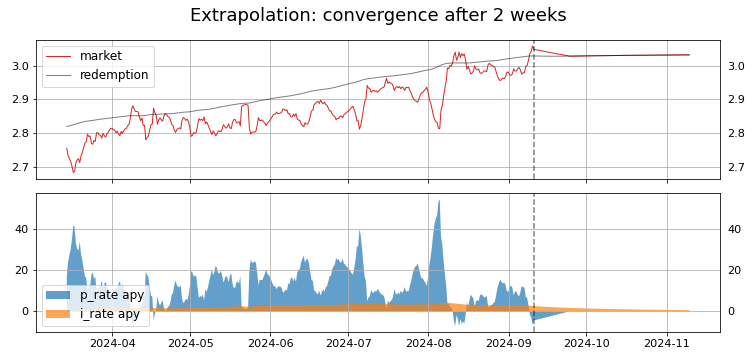 Extrapolation: convergence after 2 weeks
market
redemption
3.0
2.9
2.8
2.7
3.0
2.9
2.8
2.7
40
20
0
40
20
0
p_rate apy
i_rate apy
2024-04 2024-05 2024-06 2024-07 2024-08 2024-09 2024-10 2024-11